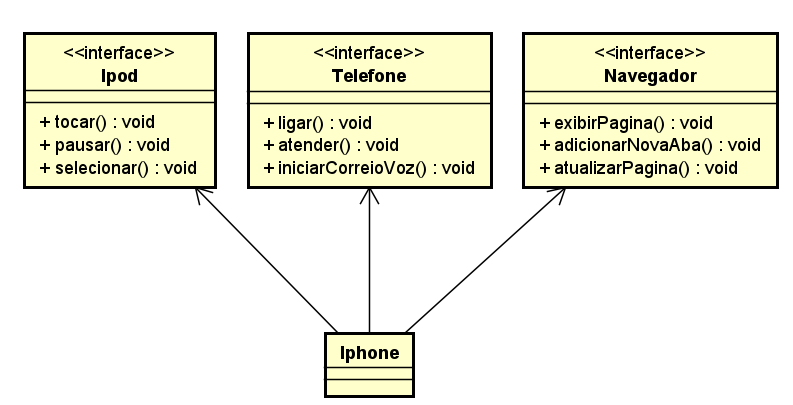 <<interface>>
Ipod
+ tocar() : void
+ pausar() : void
+ selecionar() : void
<<interface>>
Telefone
+ ligar() : void
+ atender() : void
+ iniciarCorreioVoz() : void
<<interface>>
Navegador
+ exibirPagina() : void
+ adicionarNovaAba() : void
+ atualizarPagina() : void
Iphone